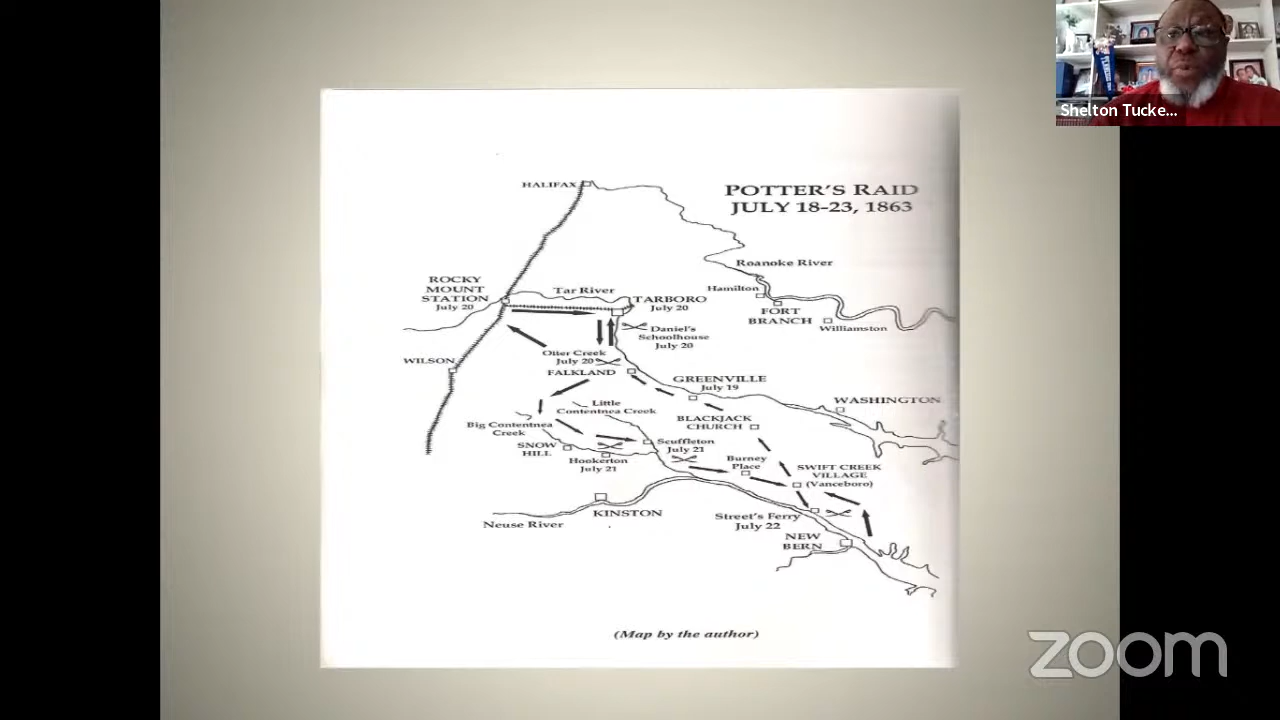 Shelton Tucke...
POTTER'S RAID
JULY 18-23, 1863
HALIFAX
Roanoke River
ROCKY
MOUNT
STATION
July 20
Tar River
TARBORO
July 20
Hamilton
FORT
BRANCH
Williamston
Daniel's
Schoolhouse
July 20
WILSON
Otter Creek
July 20
FALKLAND
GREENVILLE
July 19
WASHINGTON
Little
Contentnea Creek
BLACKJACK
CHURCH
Big Contentnea
Creek
SNOW
HILL
Hookerton
July 21
Scuffleton
July 21
Burney
Place
SWIFT CREEK
VILLAGE
(Vanceboro)
KINSTON
Neuse River
Street's Ferry
July 22
NEW
BERN
(Map by the author)
zoom